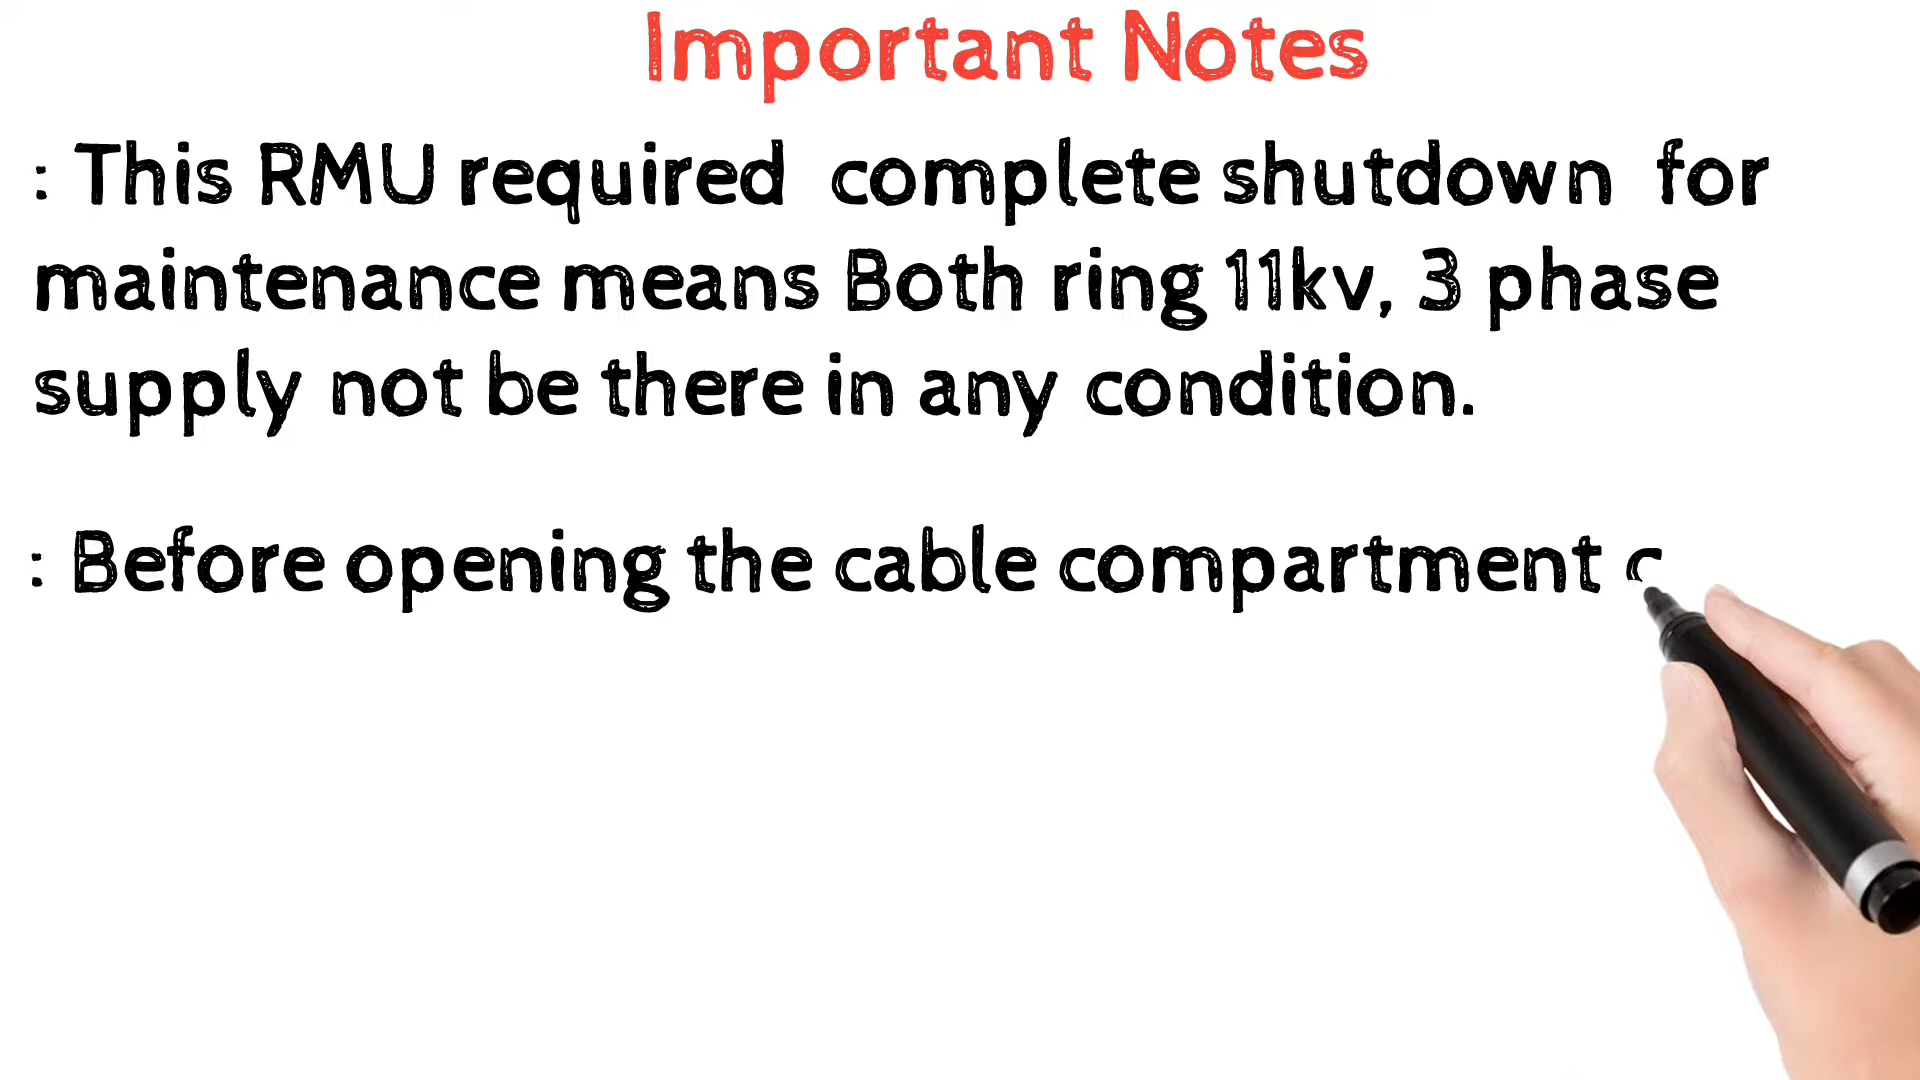 Important Notes
: This RMU required complete shutdown for
maintenance means Both ring 11kv, 3 phase
supply not be there in any condition.
: Before opening the cable compartment